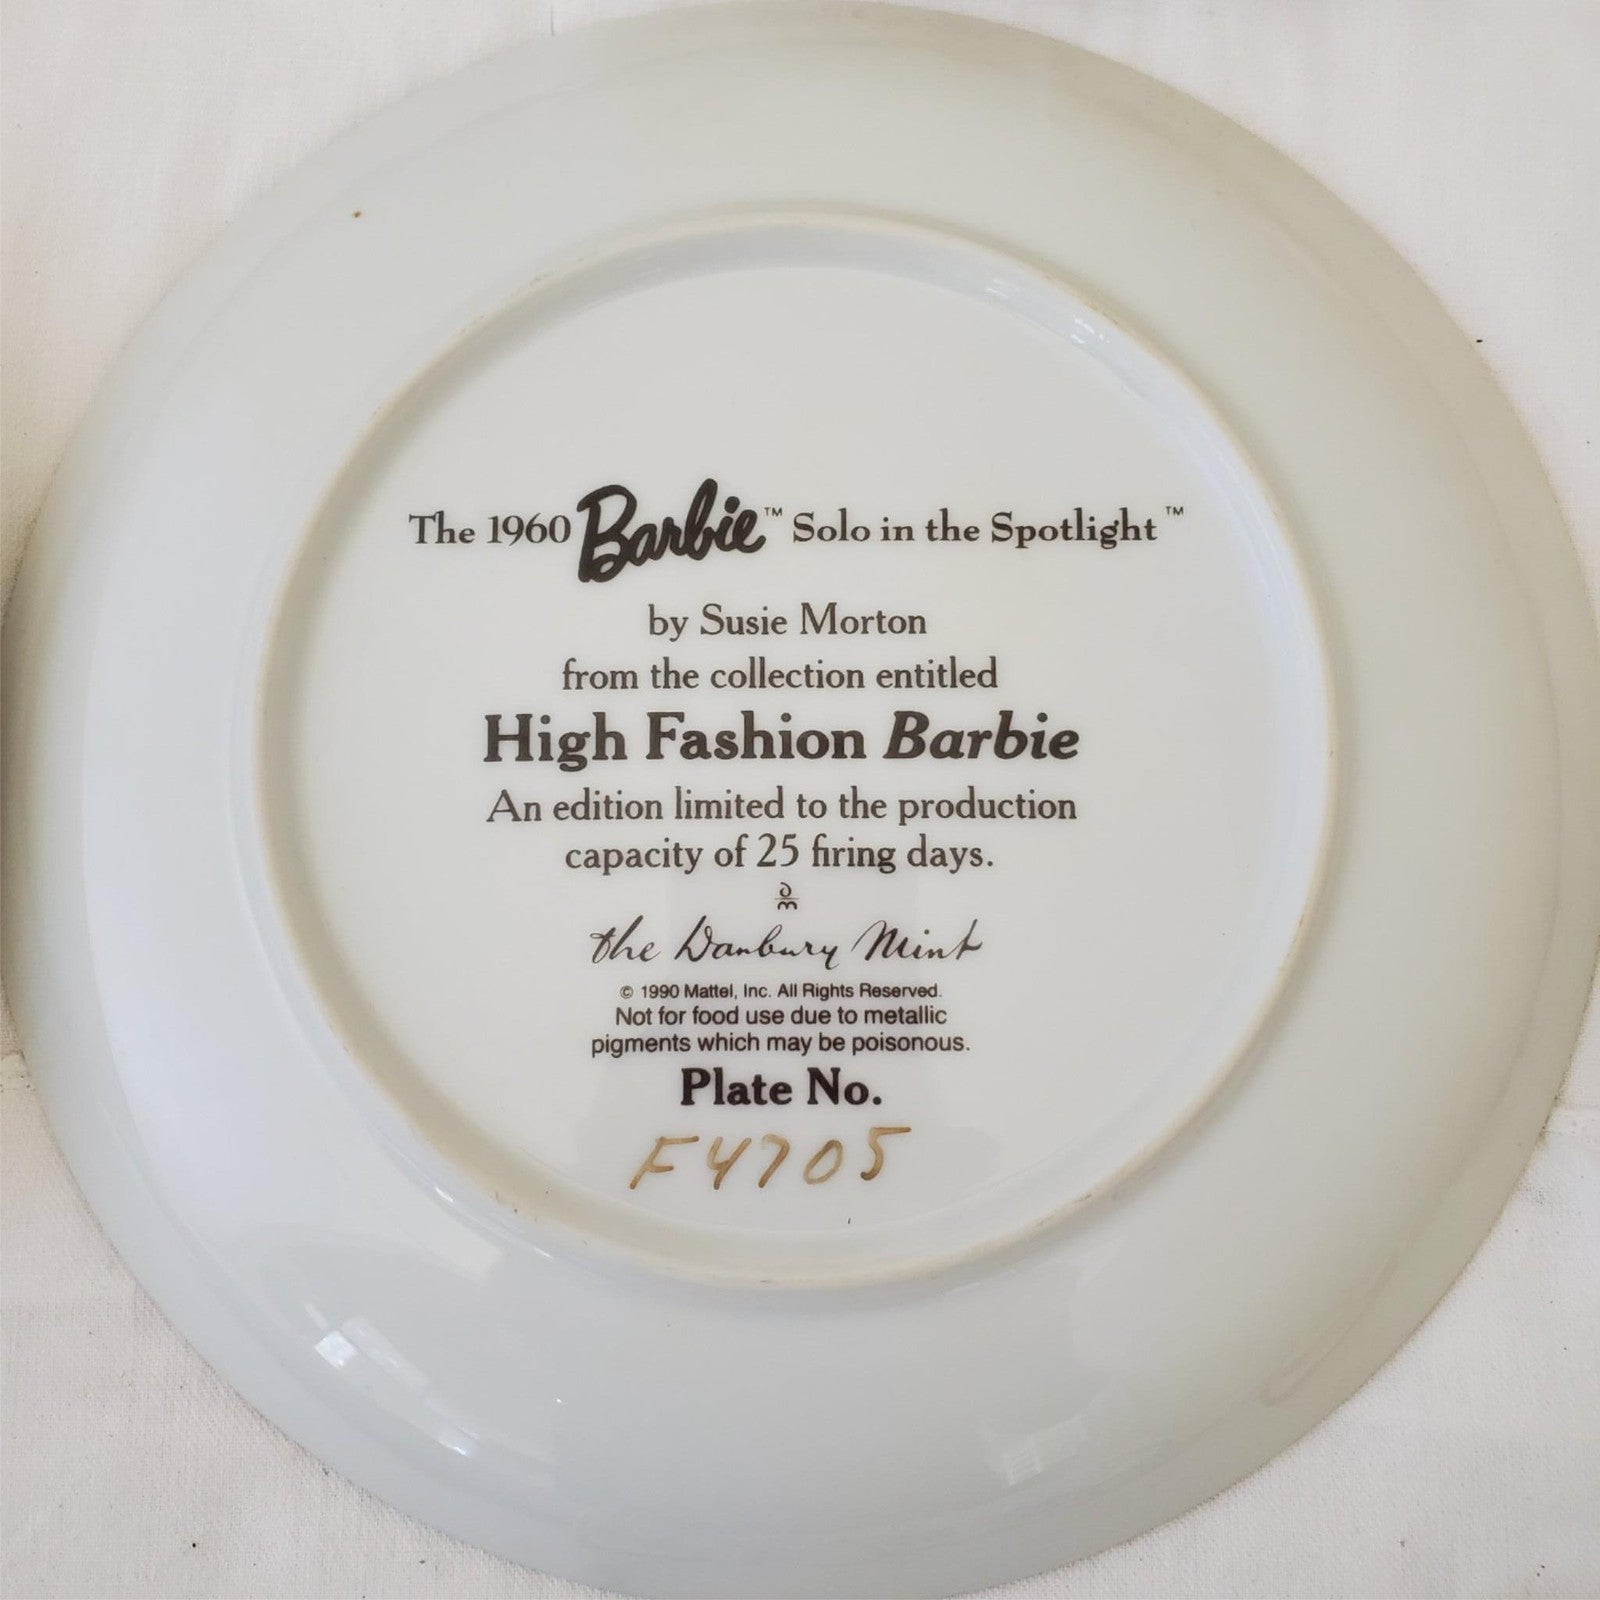 The 1960 Barbie™ Solo in the Spotlight™
by Susie Morton
from the collection entitled
High Fashion Barbie
An edition limited to the production
capacity of 25 firing days.
the Danbury Mint
© 1990 Mattel, Inc. All Rights Reserved.
Not for food use due to metallic
pigments which may be poisonous.
Plate No.
F4705